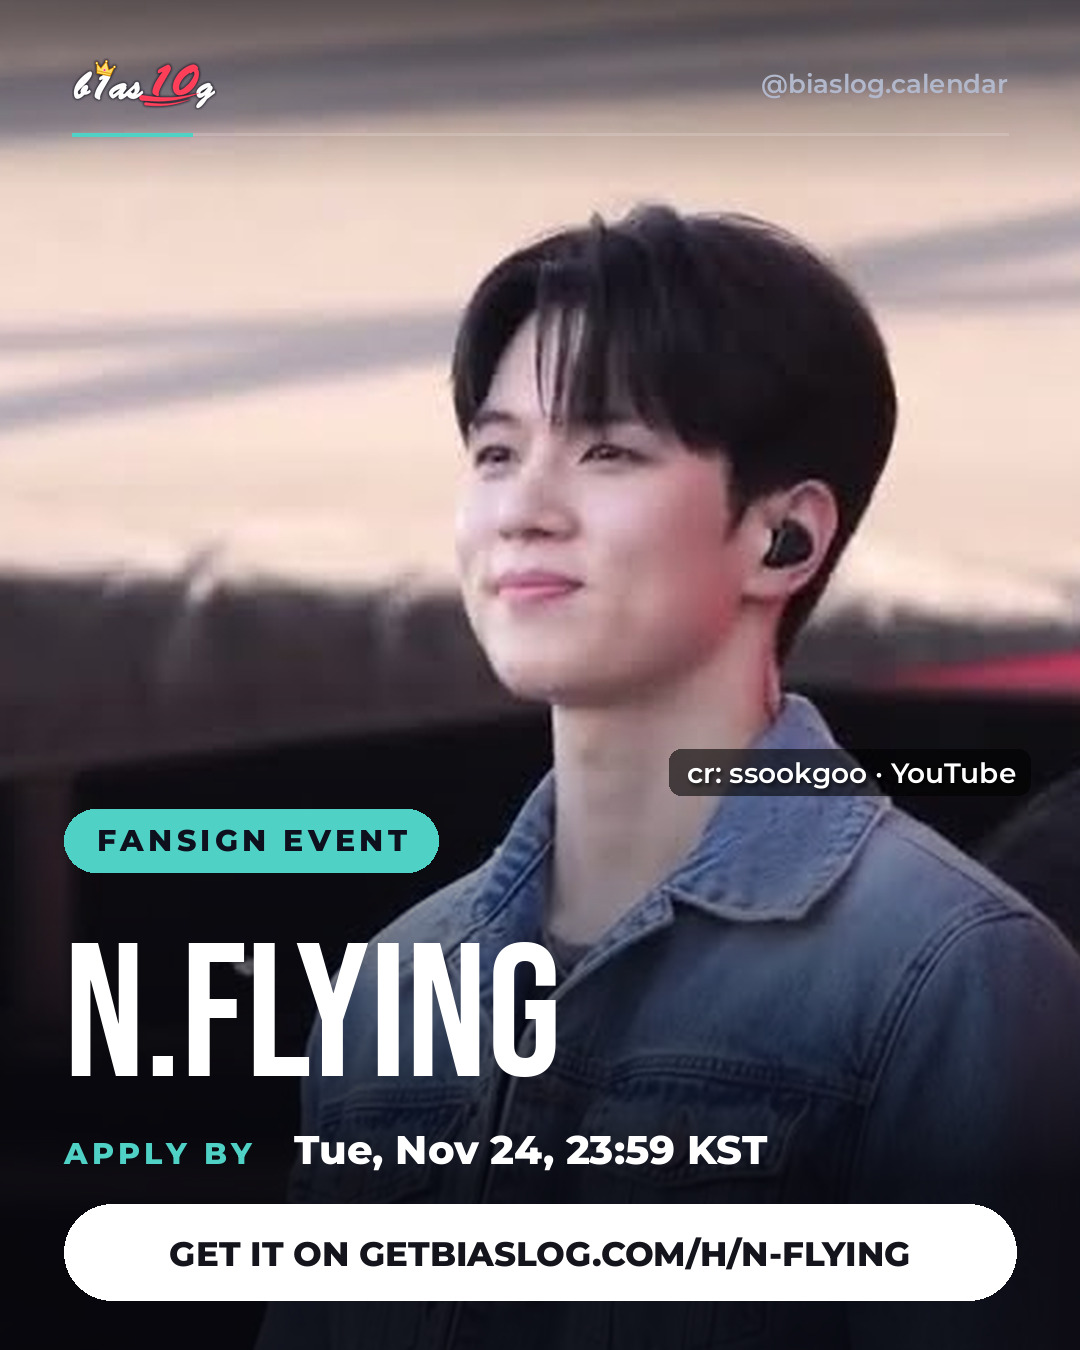 b1as10g
@biaslog.calendar
cr: ssookgoo · YouTube
FANSIGN EVENT
N.FLYING
APPLY BY Tue, Nov 24, 23:59 KST
GET IT ON GETBIASLOG.COM/H/N-FLYING